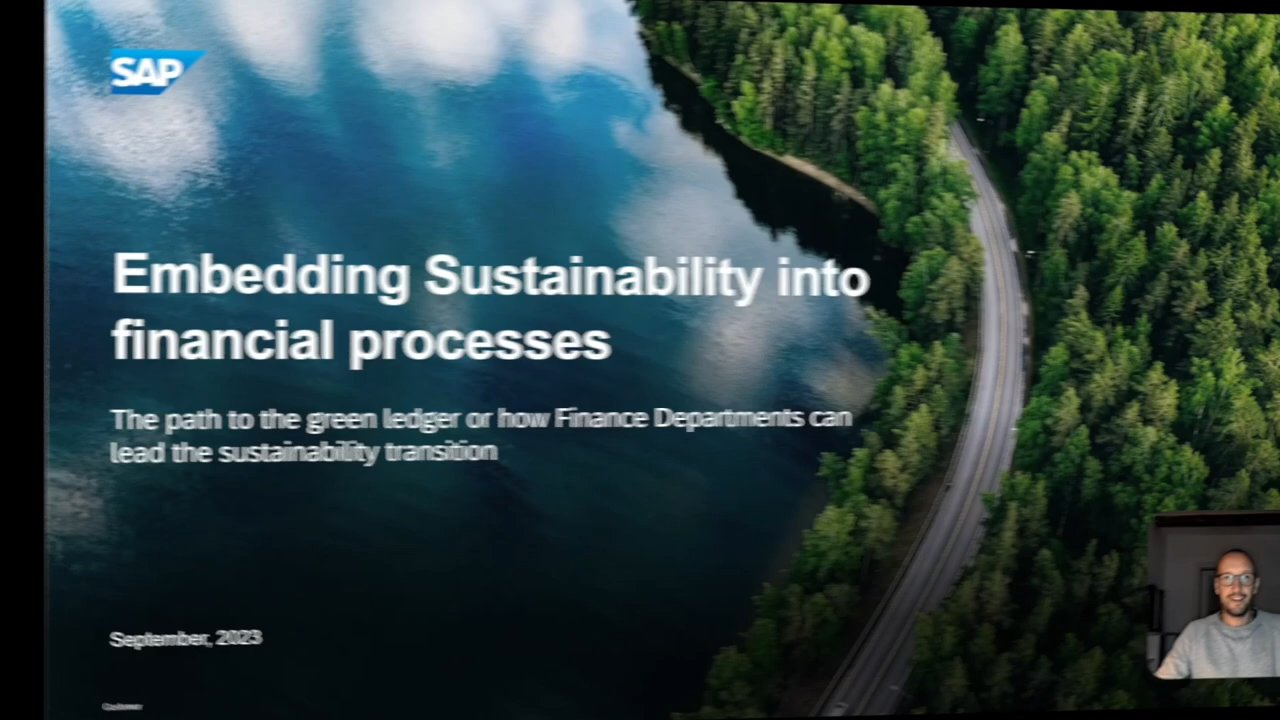 SAP
Embedding Sustainability into
financial processes
The path to the green ledger or how Finance Departments can
lead the sustainability transition
September, 2023
Customer